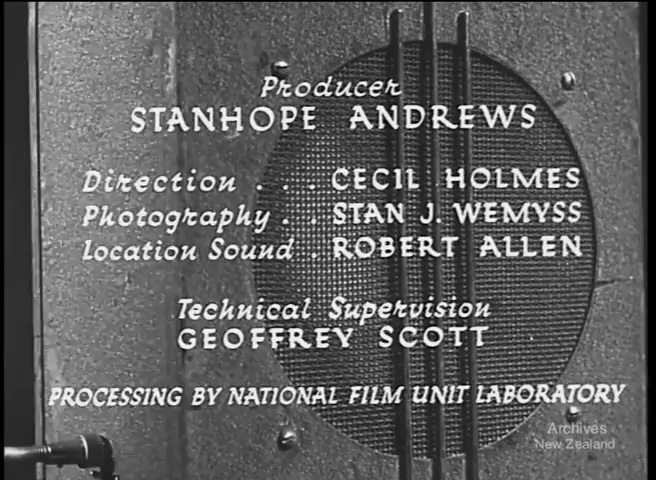 Producer
STANHOPE ANDREWS
Direction . . . CECIL HOLMES
Photography . . STAN J. WEMYSS
Location Sound . ROBERT ALLEN
Technical Supervision
GEOFFREY SCOTT
PROCESSING BY NATIONAL FILM UNIT LABORATORY
Archives
New Zealand